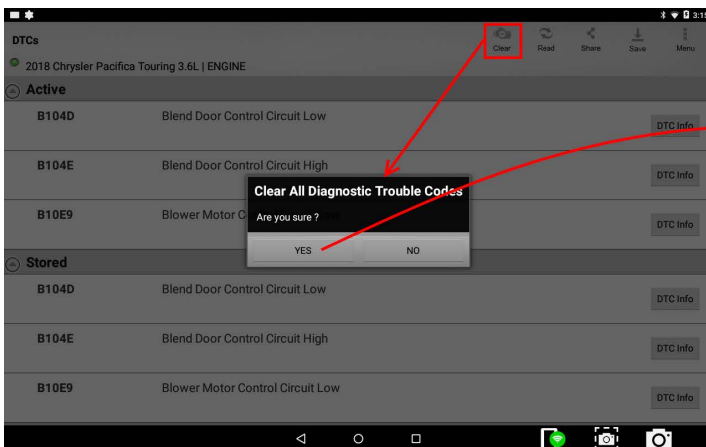 3:15
DTCs
Clear Read Share Save Menu
2018 Chrysler Pacifica Touring 3.6L | ENGINE
Active
B104D Blend Door Control Circuit Low DTC Info
B104E Blend Door Control Circuit High DTC Info
B10E9 Blower Motor C DTC Info
Clear All Diagnostic Trouble Codes
Are you sure ?
YES NO
Stored
B104D Blend Door Control Circuit Low DTC Info
B104E Blend Door Control Circuit High DTC Info
B10E9 Blower Motor Control Circuit Low DTC Info